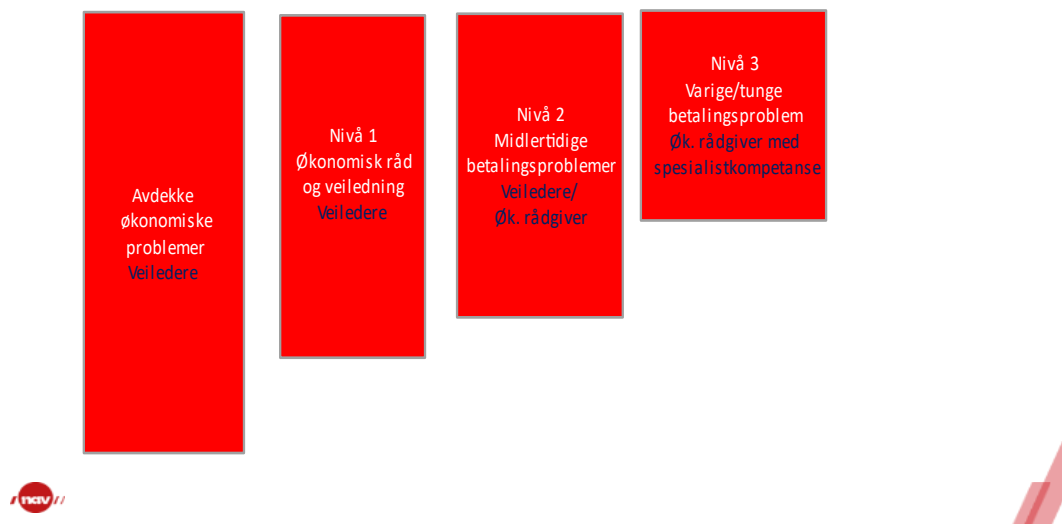 Avdekke
økonomiske
problemer
Veiledere
Nivå 1
Økonomisk råd
og veiledning
Veiledere
Nivå 2
Midlertidige
betalingsproblemer
Veiledere/
Øk. rådgiver
Nivå 3
Varige/tunge
betalingsproblem
Øk. rådgiver med
spesialistkompetanse
nav